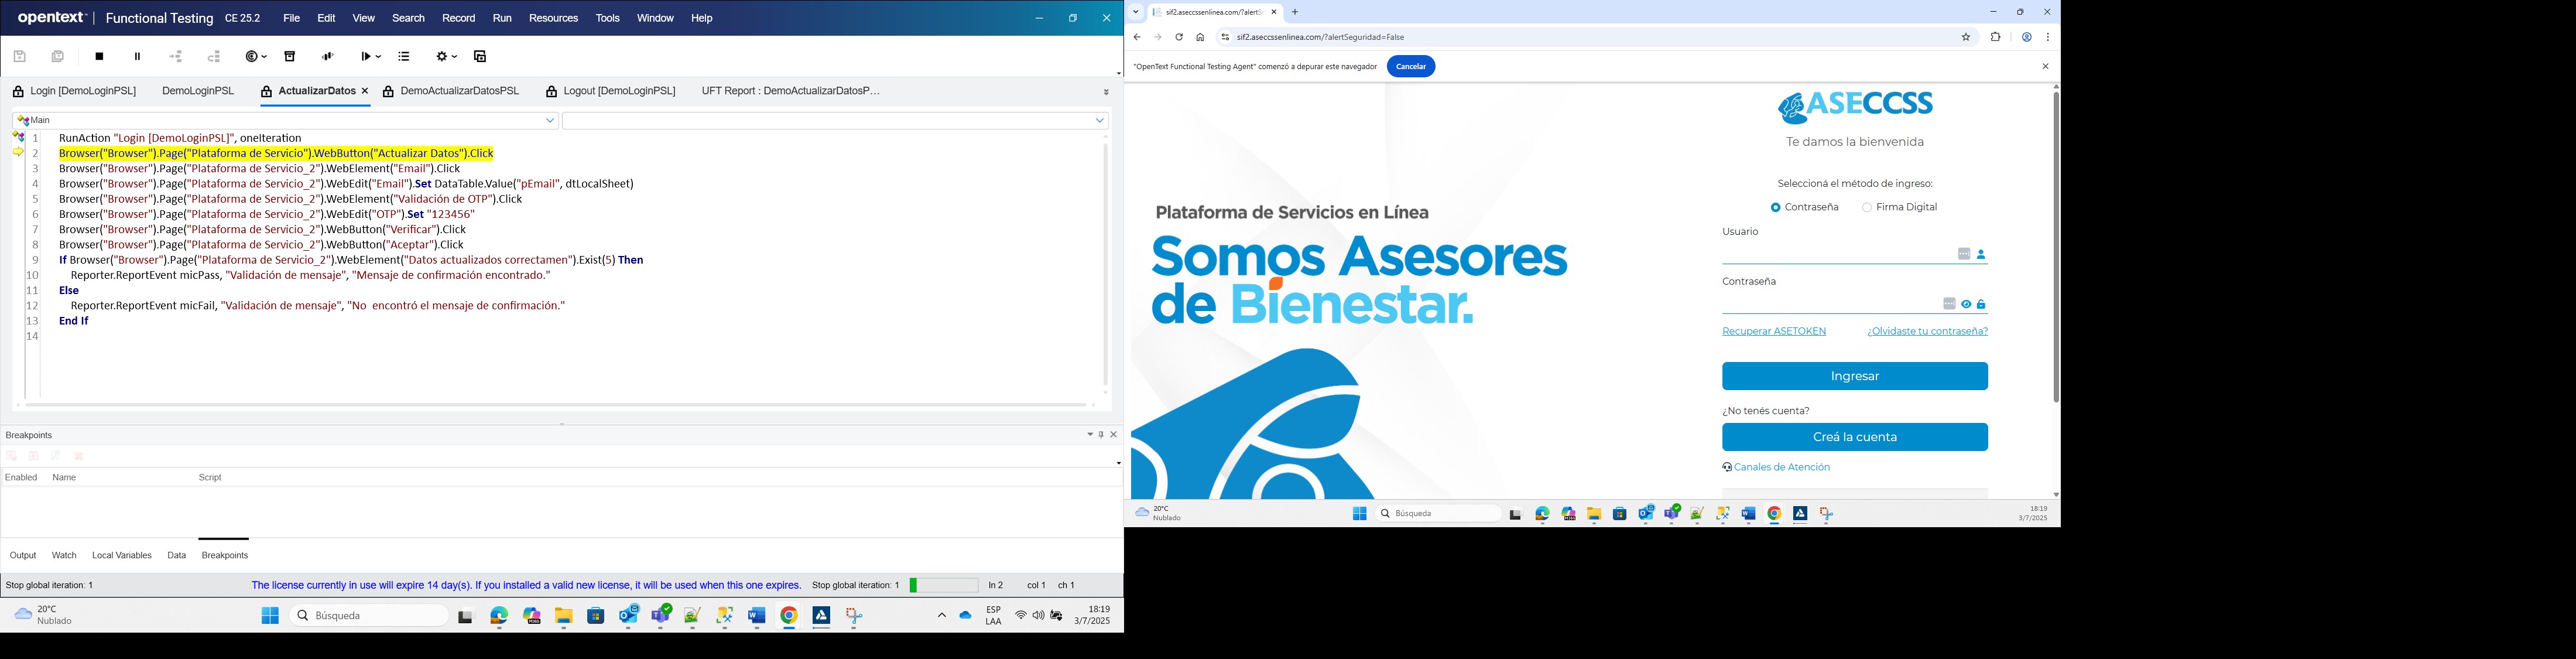 opentext™ | Functional Testing CE 25.2 File Edit View Search Record Run Resources Tools Window Help
Login [DemoLoginPSL] DemoLoginPSL ActualizarDatos DemoActualizarDatosPSL Logout [DemoLoginPSL] UFT Report : DemoActualizarDatosP...
Main
1 RunAction "Login [DemoLoginPSL]", oneIteration
2 Browser("Browser").Page("Plataforma de Servicio").WebButton("Actualizar Datos").Click
3 Browser("Browser").Page("Plataforma de Servicio_2").WebElement("Email").Click
4 Browser("Browser").Page("Plataforma de Servicio_2").WebEdit("Email").Set DataTable.Value("pEmail", dtLocalSheet)
5 Browser("Browser").Page("Plataforma de Servicio_2").WebElement("Validación de OTP").Click
6 Browser("Browser").Page("Plataforma de Servicio_2").WebEdit("OTP").Set "123456"
7 Browser("Browser").Page("Plataforma de Servicio_2").WebButton("Verificar").Click
8 Browser("Browser").Page("Plataforma de Servicio_2").WebButton("Aceptar").Click
9 If Browser("Browser").Page("Plataforma de Servicio_2").WebElement("Datos actualizados correctamen").Exist(5) Then
10 Reporter.ReportEvent micPass, "Validación de mensaje", "Mensaje de confirmación encontrado."
11 Else
12 Reporter.ReportEvent micFail, "Validación de mensaje", "No  encontró el mensaje de confirmación."
13 End If
14
Breakpoints
Enabled Name Script
Output Watch Local Variables Data Breakpoints
Stop global iteration: 1 The license currently in use will expire 14 day(s). If you installed a valid new license, it will be used when this one expires. Stop global iteration: 1 ln 2 col 1 ch 1
20°C
Nublado
Búsqueda
ESP
LAA
18:19
3/7/2025
sif2.aseccssenlinea.com/?alertS
sif2.aseccssenlinea.com/?alertSeguridad=False
"OpenText Functional Testing Agent" comenzó a depurar este navegador Cancelar
Plataforma de Servicios en Línea
Somos Asesores
de Bienestar.
ASECCSS
Te damos la bienvenida
Seleccioná el método de ingreso:
Contraseña Firma Digital
Usuario
Contraseña
Recuperar ASETOKEN ¿Olvidaste tu contraseña?
Ingresar
¿No tenés cuenta?
Creá la cuenta
Canales de Atención
20°C
Nublado
Búsqueda
18:19
3/7/2025